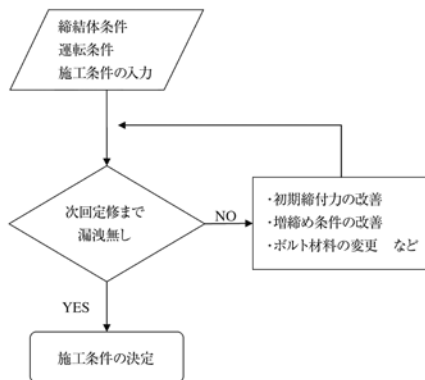 締結体条件
運転条件
施工条件の入力
次回定修まで
漏洩無し
NO
・初期締付力の改善
・増締め条件の改善
・ボルト材料の変更　など
YES
施工条件の決定